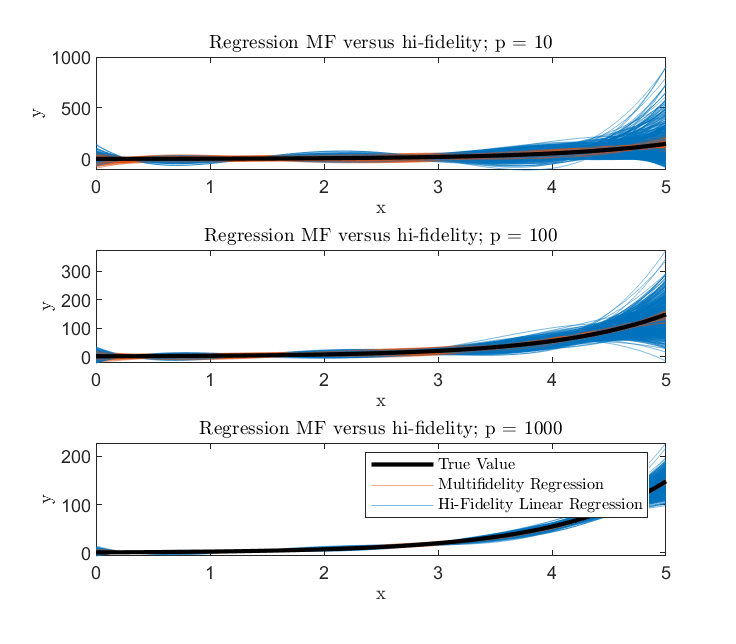 Regression MF versus hi-fidelity; p = 10
1000
500
0
y
0 1 2 3 4 5
x
Regression MF versus hi-fidelity; p = 100
300
200
100
0
y
0 1 2 3 4 5
x
Regression MF versus hi-fidelity; p = 1000
200
100
0
y
True Value
Multifidelity Regression
Hi-Fidelity Linear Regression
0 1 2 3 4 5
x